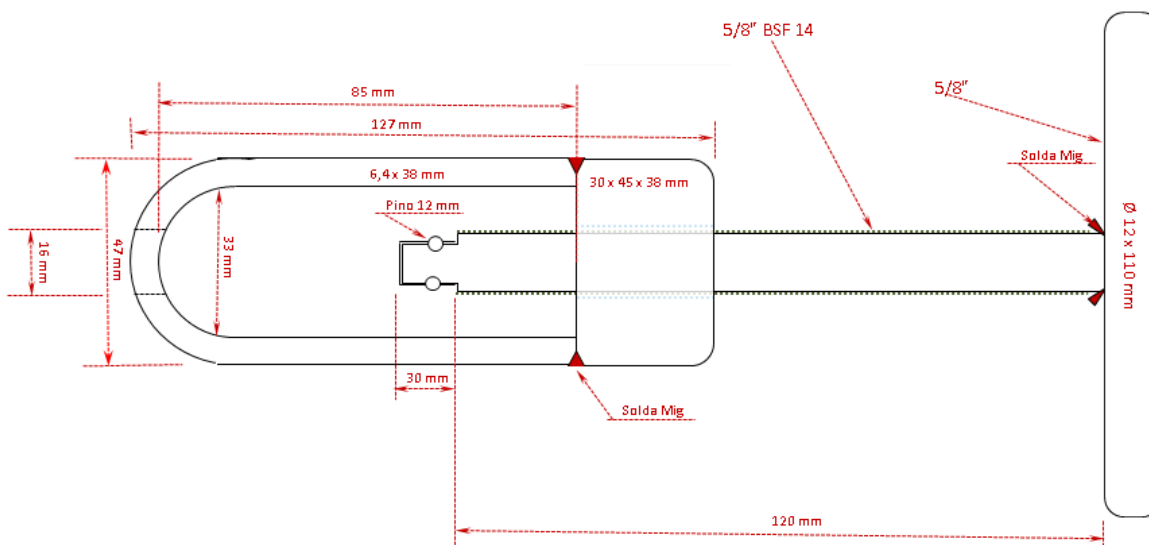 5/8" BSF 14
85 mm
5/8"
127 mm
Solda Mig
6,4 x 38 mm
30 x 45 x 38 mm
Pino 12 mm
16 mm
47 mm
33 mm
Ø 12 x 110 mm
30 mm
Solda Mig
120 mm